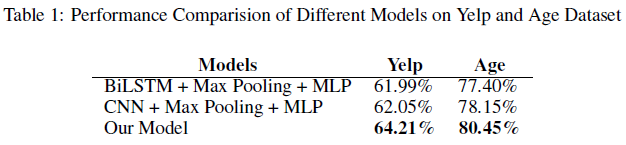 Table 1: Performance Comparision of Different Models on Yelp and Age Dataset
Models Yelp Age
BiLSTM + Max Pooling + MLP 61.99% 77.40%
CNN + Max Pooling + MLP 62.05% 78.15%
Our Model 64.21% 80.45%